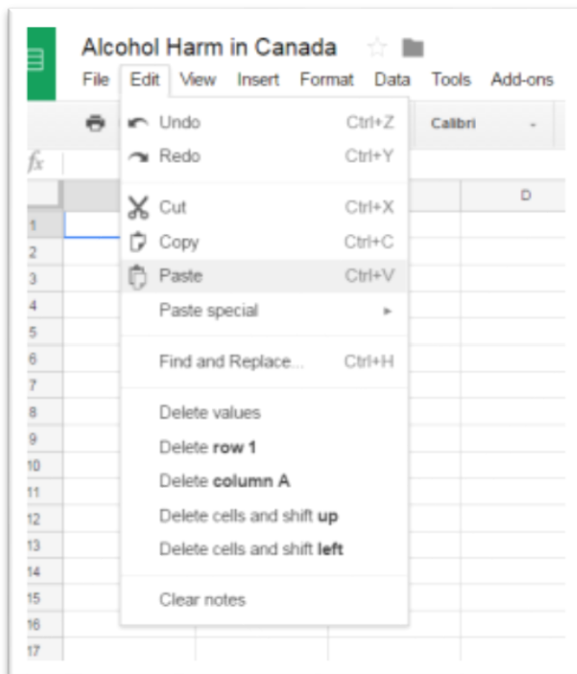 Alcohol Harm in Canada
File Edit View Insert Format Data Tools Add-ons
Undo Ctrl+Z Calibri
Redo Ctrl+Y
fx
D
Cut Ctrl+X
1
Copy Ctrl+C
2
Paste Ctrl+V
3
Paste special
4
5
Find and Replace... Ctrl+H
6
7
Delete values
8
Delete row 1
9
Delete column A
10
11
Delete cells and shift up
12
Delete cells and shift left
13
14
Clear notes
15
16
17